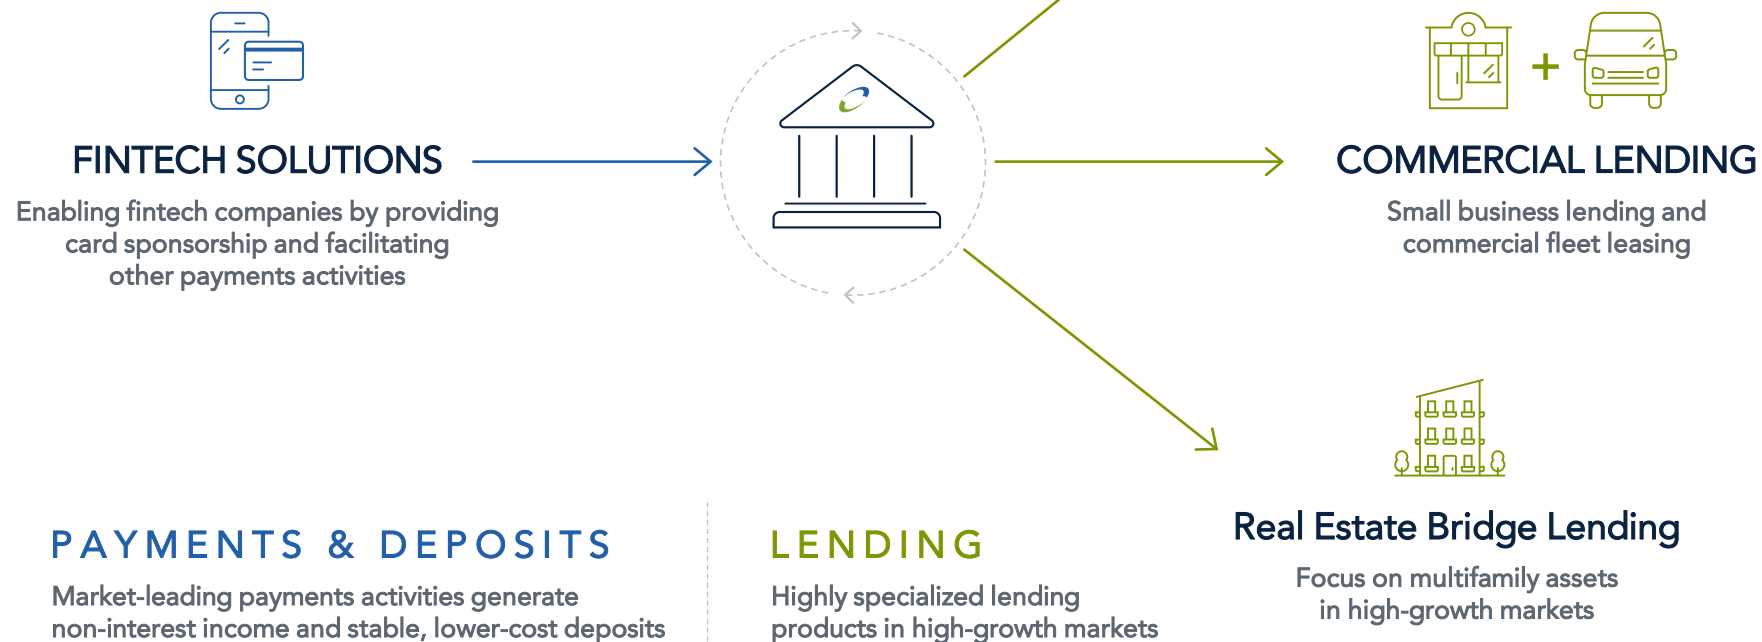 FINTECH SOLUTIONS
Enabling fintech companies by providing
card sponsorship and facilitating
other payments activities
COMMERCIAL LENDING
Small business lending and
commercial fleet leasing
Real Estate Bridge Lending
Focus on multifamily assets
in high-growth markets
PAYMENTS & DEPOSITS
Market-leading payments activities generate
non-interest income and stable, lower-cost deposits
LENDING
Highly specialized lending
products in high-growth markets